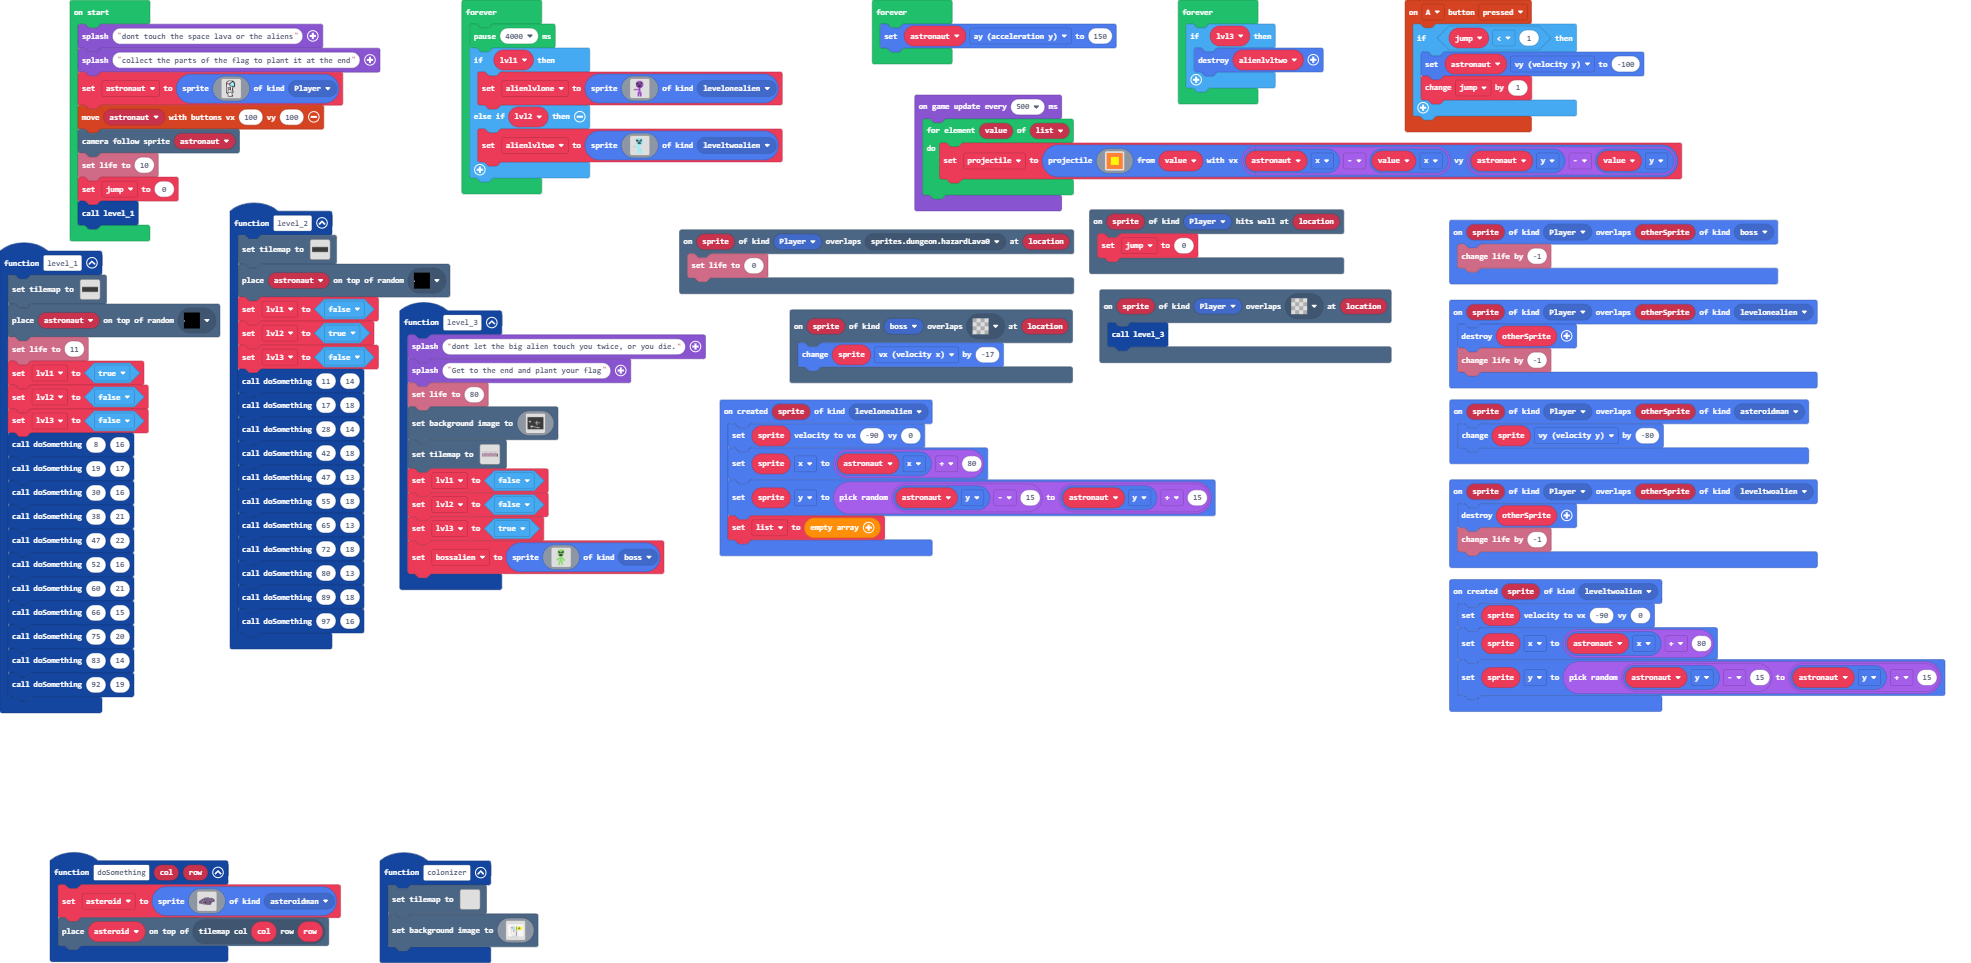 on start
splash "dont touch the space lava or the aliens"
splash "collect the parts of the flag to plant it at the end"
set astronaut to sprite of kind Player
move astronaut with buttons vx 100 vy 100
camera follow sprite astronaut
set life to 10
set jump to 0
call level_1
forever
pause 4000 ms
if lvl1 then
set alienlvlone to sprite of kind levelonealien
else if lvl2 then
set alienlvltwo to sprite of kind leveltwoalien
forever
set astronaut ay (acceleration y) to 150
forever
if lvl3 then
destroy alienlvltwo
on A button pressed
if jump < 1 then
set astronaut vy (velocity y) to -100
change jump by 1
on game update every 500 ms
for element value of list
do
set projectile to projectile from value with vx astronaut x - value x vy astronaut y - value y
function level_1
set tilemap to
place astronaut on top of random
set life to 11
set lvl1 to true
set lvl2 to false
set lvl3 to false
call doSomething 8 16
call doSomething 19 17
call doSomething 30 16
call doSomething 38 21
call doSomething 47 22
call doSomething 52 16
call doSomething 60 21
call doSomething 66 15
call doSomething 75 20
call doSomething 83 14
call doSomething 92 19
function level_2
set tilemap to
place astronaut on top of random
set lvl1 to false
set lvl2 to true
set lvl3 to false
call doSomething 11 14
call doSomething 17 18
call doSomething 28 14
call doSomething 42 18
call doSomething 47 13
call doSomething 55 18
call doSomething 65 13
call doSomething 72 18
call doSomething 80 13
call doSomething 89 18
call doSomething 97 16
function level_3
splash "dont let the big alien touch you twice, or you die."
splash "Get to the end and plant your flag"
set life to 80
set background image to
set tilemap to
set lvl1 to false
set lvl2 to false
set lvl3 to true
set bossalien to sprite of kind boss
on sprite of kind Player overlaps sprites.dungeon.hazardLava0 at location
set life to 0
on sprite of kind boss overlaps at location
change sprite vx (velocity x) by -17
on created sprite of kind levelonealien
set sprite velocity to vx -90 vy 0
set sprite x to astronaut x + 80
set sprite y to pick random astronaut y - 15 to astronaut y + 15
set list to empty array
on sprite of kind Player hits wall at location
set jump to 0
on sprite of kind Player overlaps at location
call level_3
on sprite of kind Player overlaps otherSprite of kind boss
change life by -1
on sprite of kind Player overlaps otherSprite of kind levelonealien
destroy otherSprite
change life by -1
on sprite of kind Player overlaps otherSprite of kind asteroidman
change sprite vy (velocity y) by -80
on sprite of kind Player overlaps otherSprite of kind leveltwoalien
destroy otherSprite
change life by -1
on created sprite of kind leveltwoalien
set sprite velocity to vx -90 vy 0
set sprite x to astronaut x + 80
set sprite y to pick random astronaut y - 15 to astronaut y + 15
function doSomething col row
set asteroid to sprite of kind asteroidman
place asteroid on top of tilemap col col row row
function colonizer
set tilemap to
set background image to